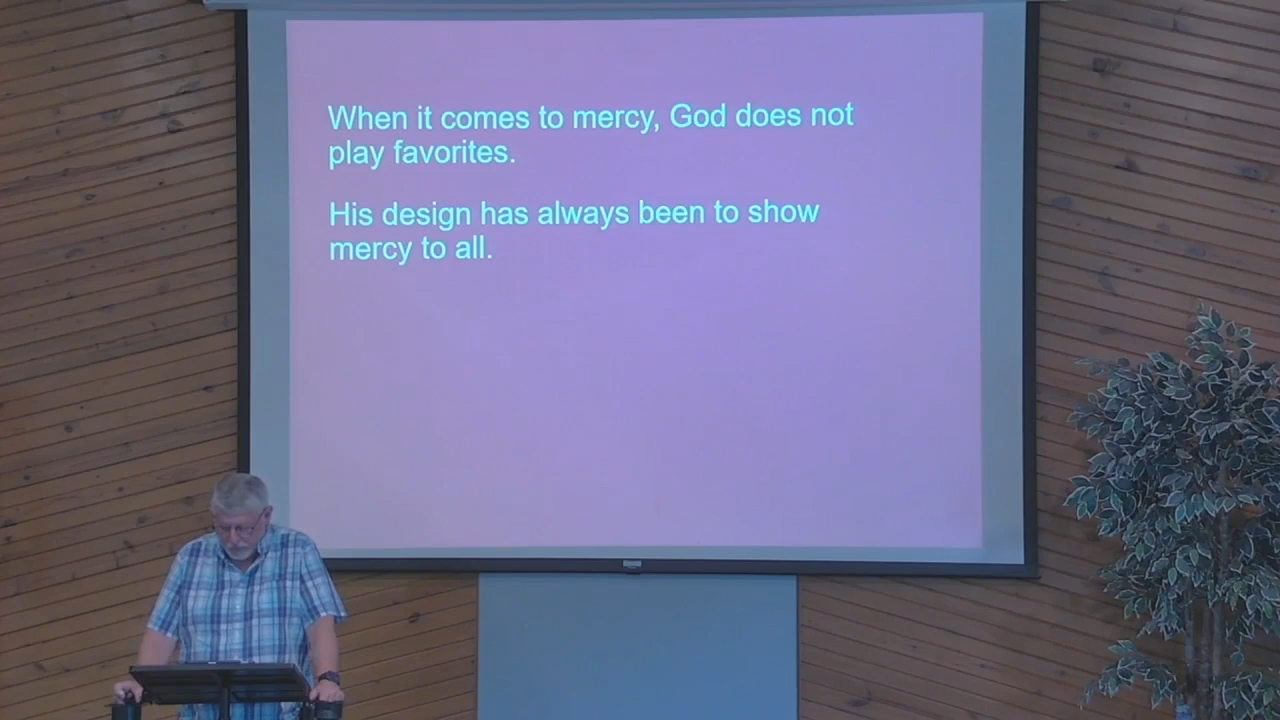 When it comes to mercy, God does not
play favorites.
His design has always been to show
mercy to all.